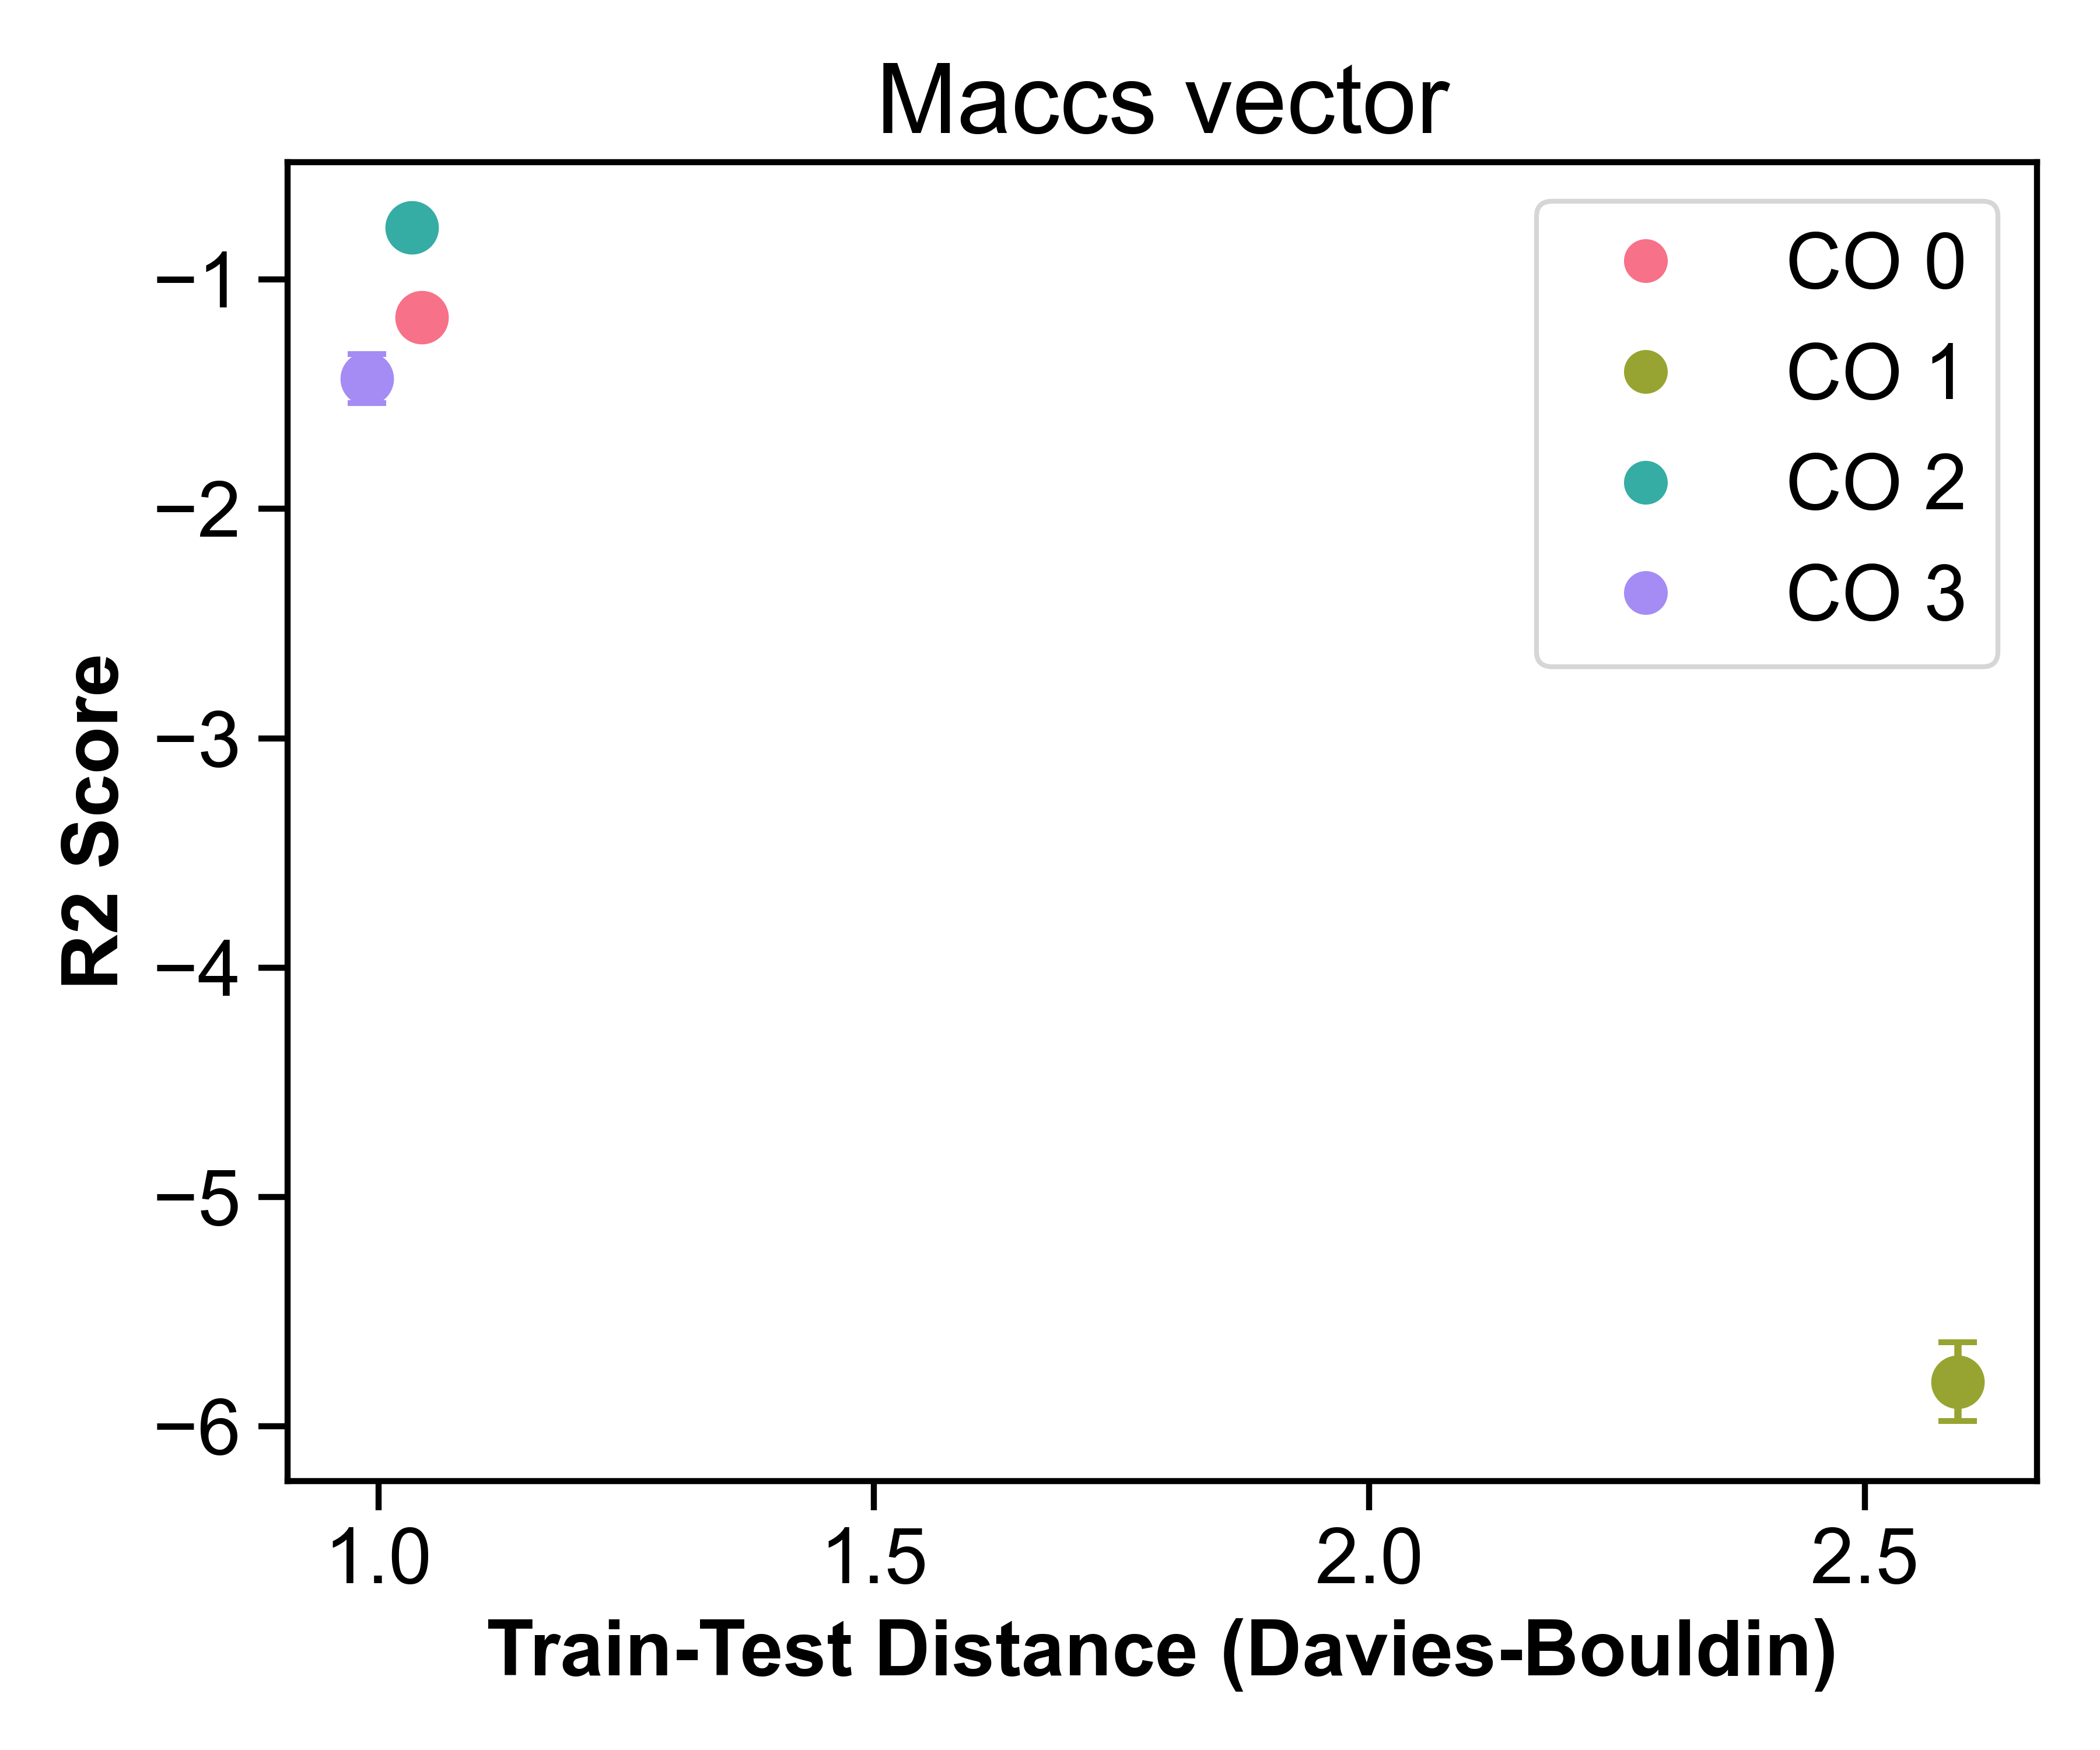 Maccs vector
CO 0
CO 1
CO 2
CO 3
R2 Score
−1
−2
−3
−4
−5
−6
1.0 1.5 2.0 2.5
Train-Test Distance (Davies-Bouldin)